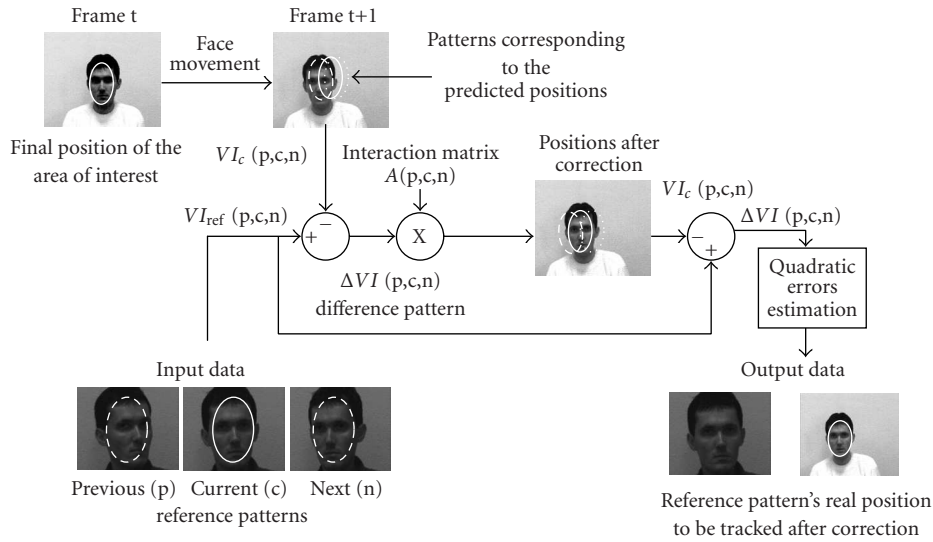 Frame t
Frame t+1
Face
movement
Patterns corresponding
to the
predicted positions
Final position of the
area of interest
VI_c (p,c,n)
Interaction matrix
A(p,c,n)
Positions after
correction
VI_c (p,c,n)
VI_ref (p,c,n)
+ −
X
−
+
ΔVI (p,c,n)
ΔVI (p,c,n)
difference pattern
Quadratic
errors
estimation
Input data
Output data
Previous (p)
Current (c)
Next (n)
reference patterns
Reference pattern's real position
to be tracked after correction